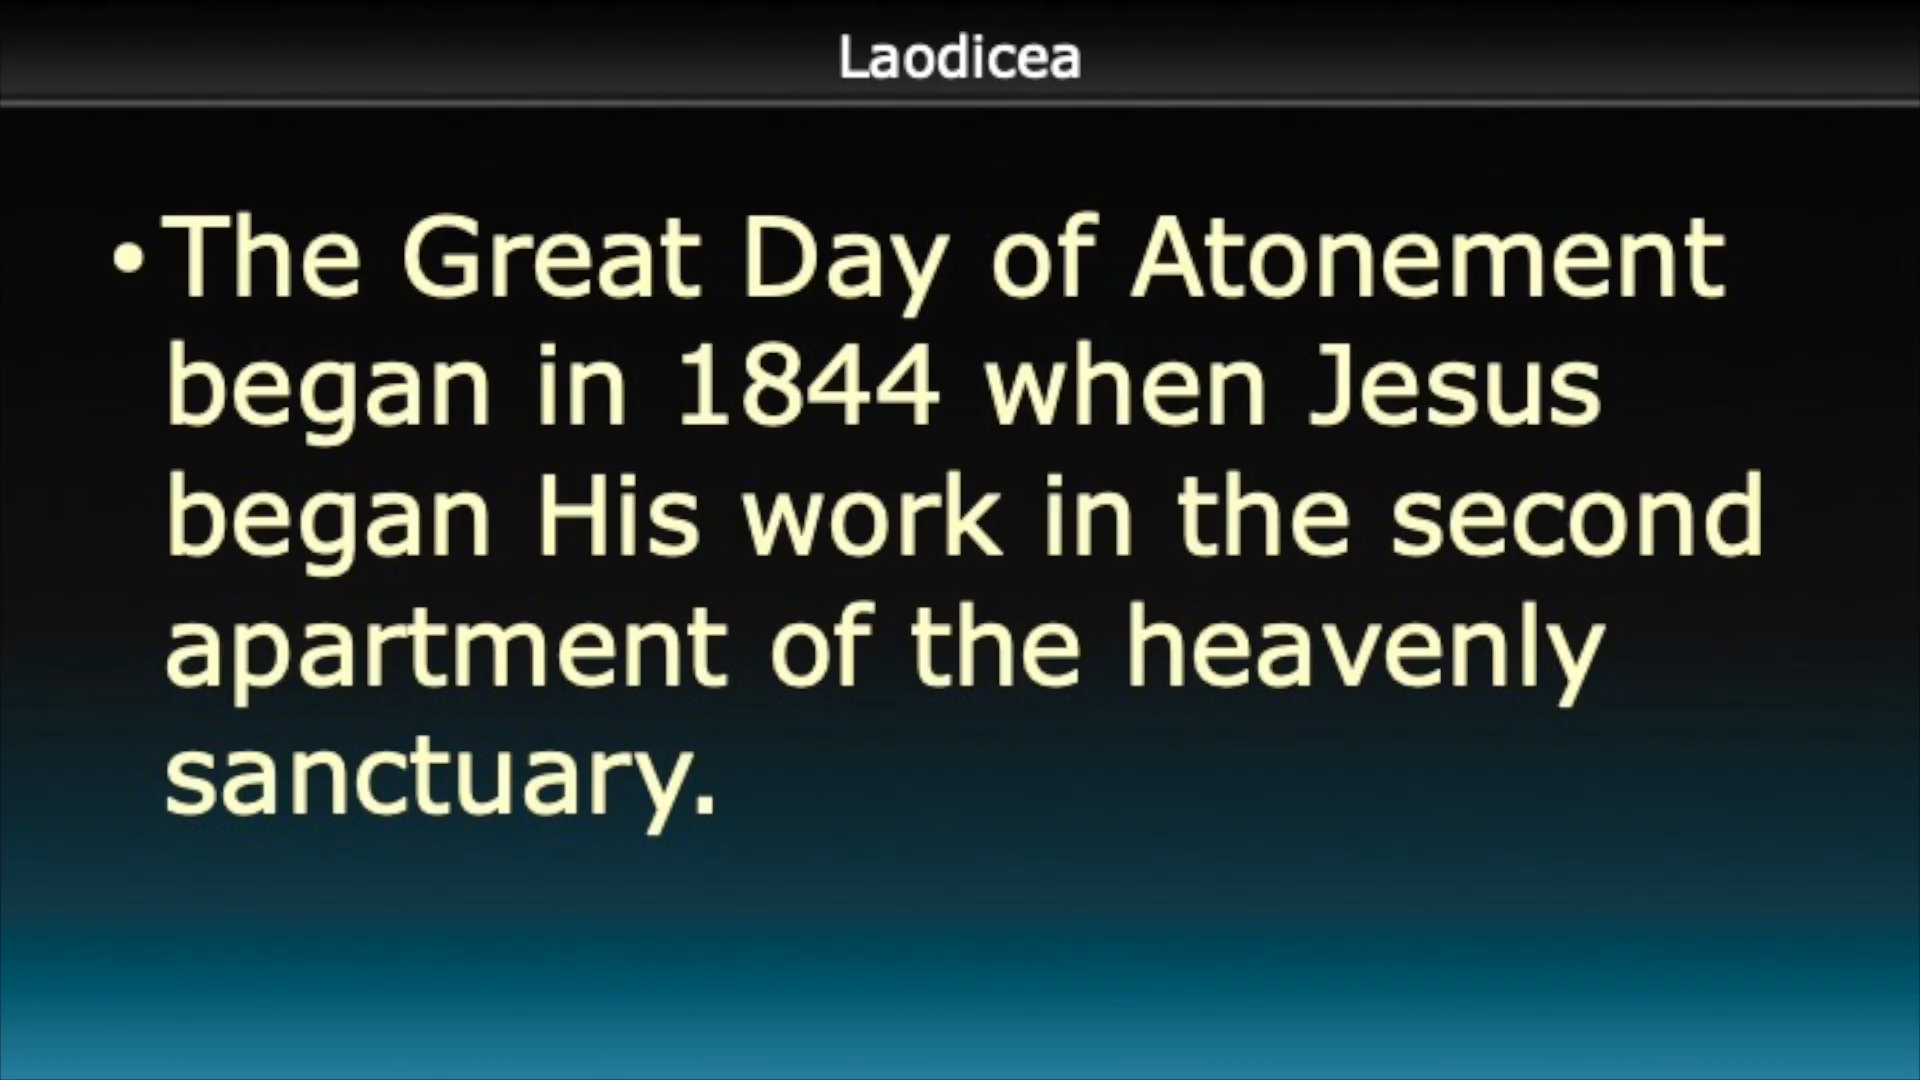 Laodicea
• The Great Day of Atonement
began in 1844 when Jesus
began His work in the second
apartment of the heavenly
sanctuary.